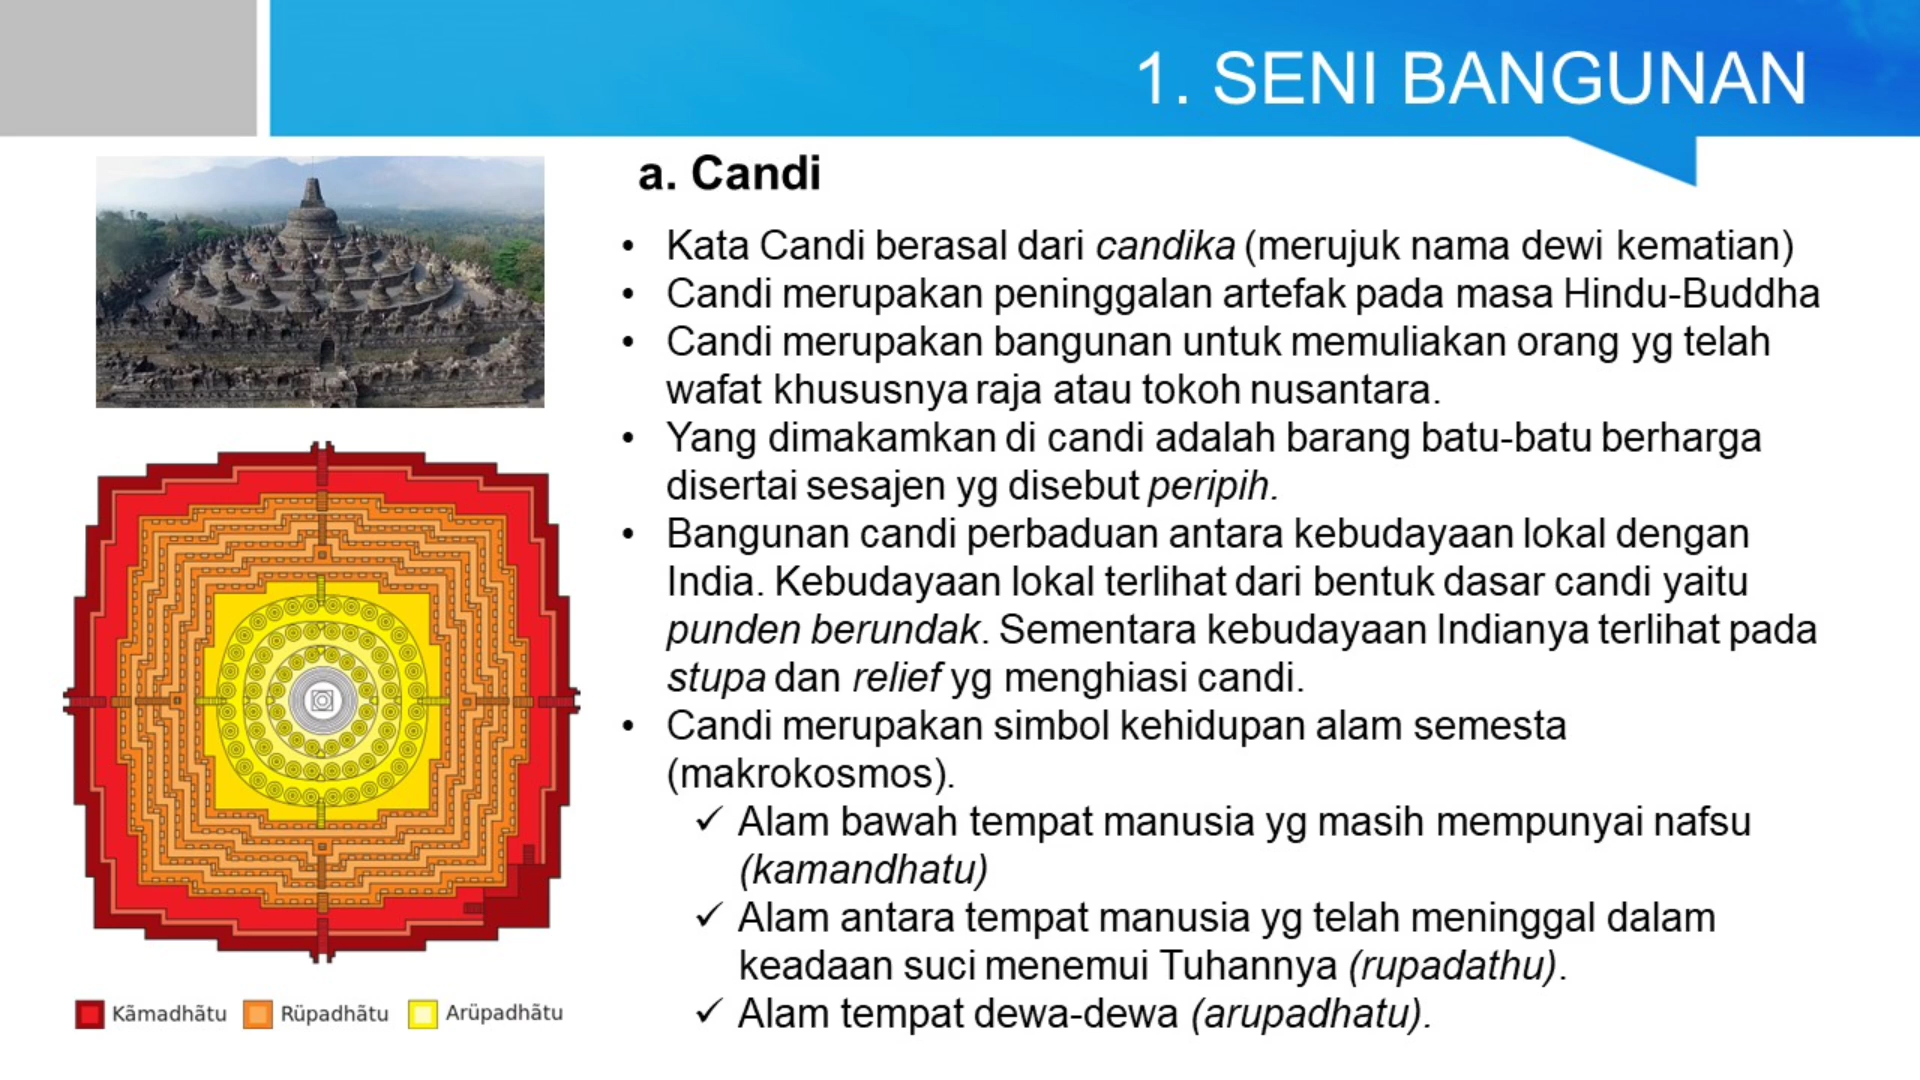 1. SENI BANGUNAN
a. Candi
• Kata Candi berasal dari candika (merujuk nama dewi kematian)
• Candi merupakan peninggalan artefak pada masa Hindu-Buddha
• Candi merupakan bangunan untuk memuliakan orang yg telah
wafat khususnya raja atau tokoh nusantara.
• Yang dimakamkan di candi adalah barang batu-batu berharga
disertai sesajen yg disebut peripih.
• Bangunan candi perbaduan antara kebudayaan lokal dengan
India. Kebudayaan lokal terlihat dari bentuk dasar candi yaitu
punden berundak. Sementara kebudayaan Indianya terlihat pada
stupa dan relief yg menghiasi candi.
• Candi merupakan simbol kehidupan alam semesta
(makrokosmos).
✓ Alam bawah tempat manusia yg masih mempunyai nafsu
(kamandhatu)
✓ Alam antara tempat manusia yg telah meninggal dalam
keadaan suci menemui Tuhannya (rupadathu).
✓ Alam tempat dewa-dewa (arupadhatu).
Kãmadhãtu Rüpadhãtu Arüpadhãtu